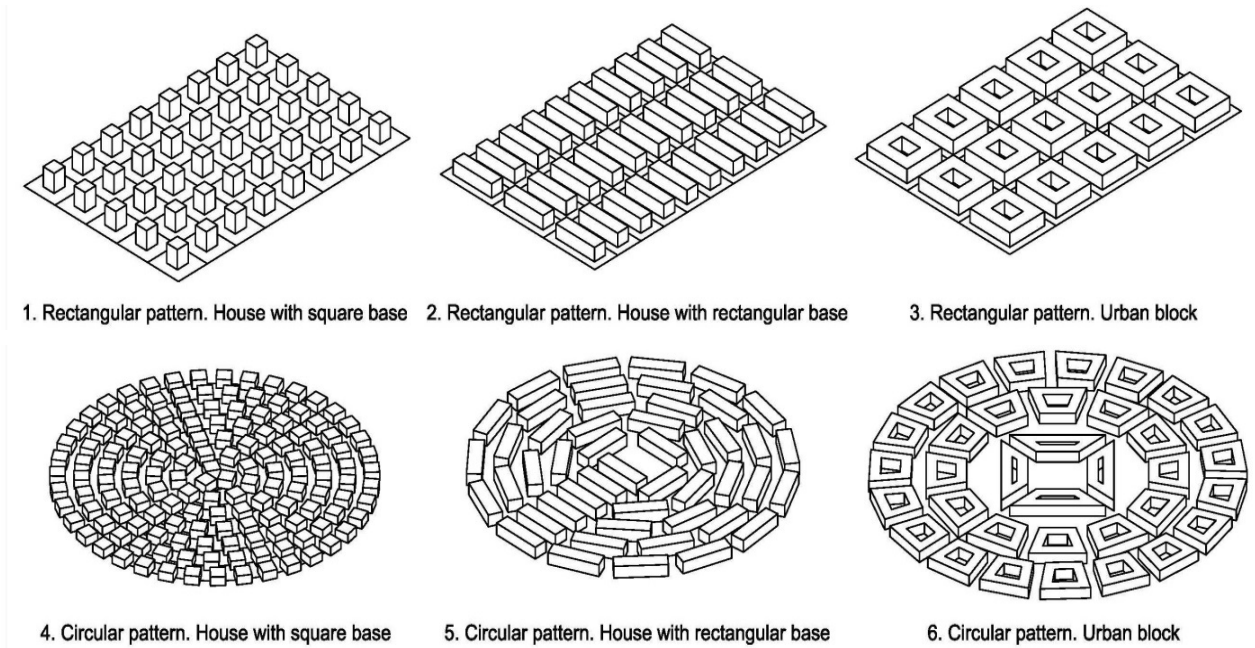 1. Rectangular pattern. House with square base
2. Rectangular pattern. House with rectangular base
3. Rectangular pattern. Urban block
4. Circular pattern. House with square base
5. Circular pattern. House with rectangular base
6. Circular pattern. Urban block